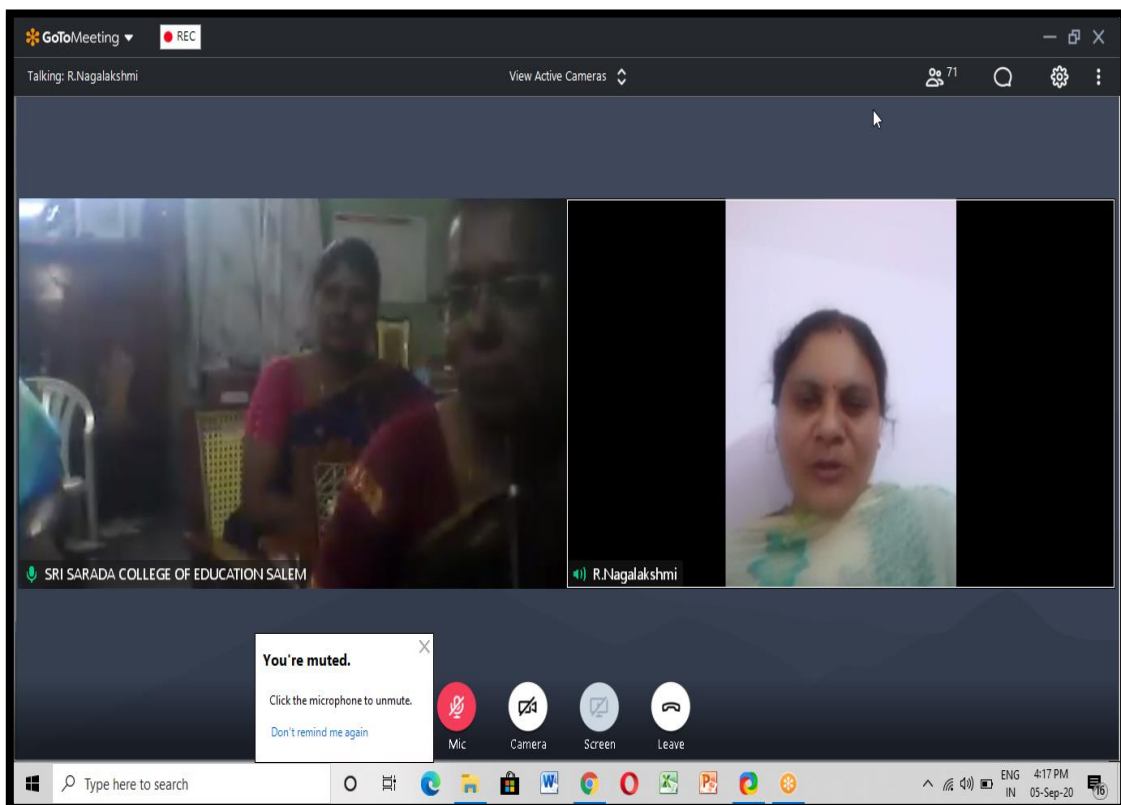 GoToMeeting
REC
Talking: R.Nagalakshmi
View Active Cameras
71
SRI SARADA COLLEGE OF EDUCATION SALEM
R.Nagalakshmi
You're muted.
Click the microphone to unmute.
Don't remind me again
Mic
Camera
Screen
Leave
Type here to search
ENG
IN
4:17 PM
05-Sep-20
16